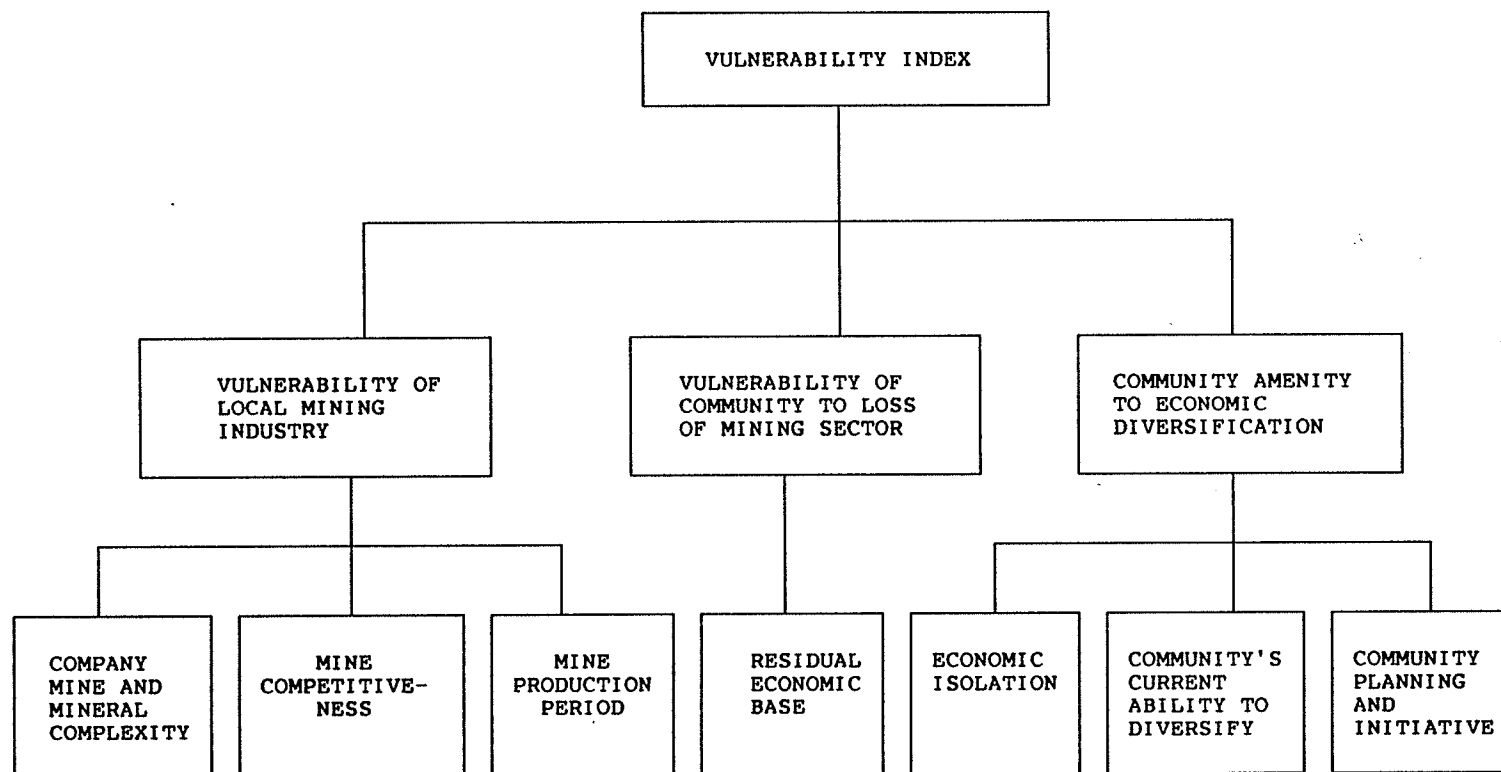 VULNERABILITY INDEX
VULNERABILITY OF
LOCAL MINING
INDUSTRY
VULNERABILITY OF
COMMUNITY TO LOSS
OF MINING SECTOR
COMMUNITY AMENITY
TO ECONOMIC
DIVERSIFICATION
COMPANY
MINE AND
MINERAL
COMPLEXITY
MINE
COMPETITIVE-
NESS
MINE
PRODUCTION
PERIOD
RESIDUAL
ECONOMIC
BASE
ECONOMIC
ISOLATION
COMMUNITY'S
CURRENT
ABILITY TO
DIVERSIFY
COMMUNITY
PLANNING
AND
INITIATIVE